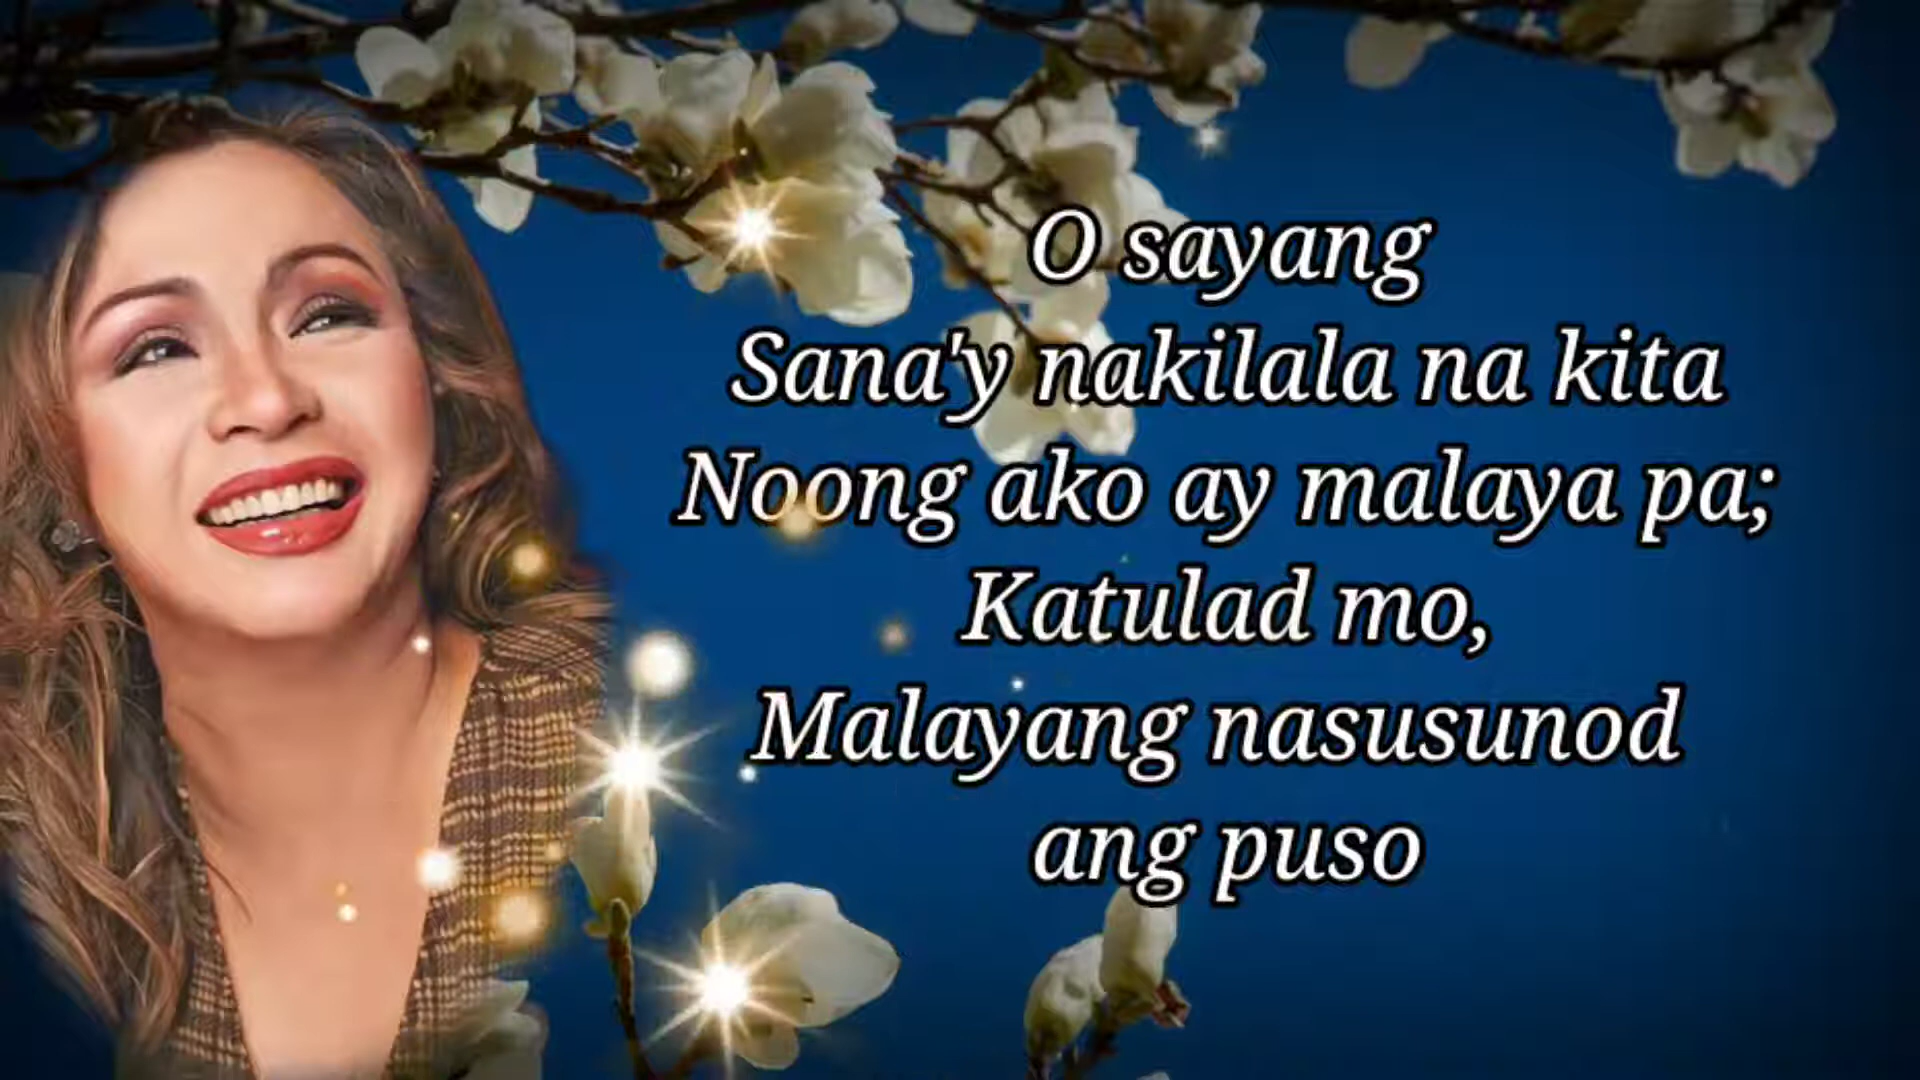 O sayang
Sana'y nakilala na kita
Noong ako ay malaya pa;
Katulad mo,
Malayang nasusunod
ang puso